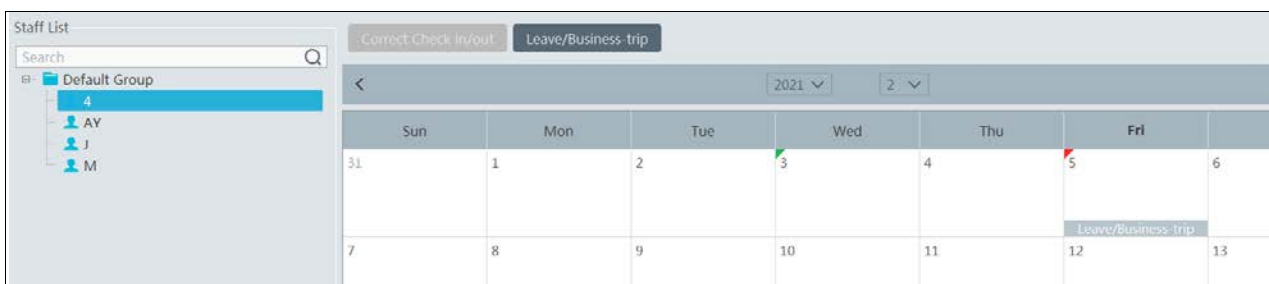 Staff List
Search
Default Group
4
AY
J
M
Correct Check in/out Leave/Business-trip
2021 2
Sun Mon Tue Wed Thu Fri
31 1 2 3 4 5 6
Leave/Business-trip
7 8 9 10 11 12 13